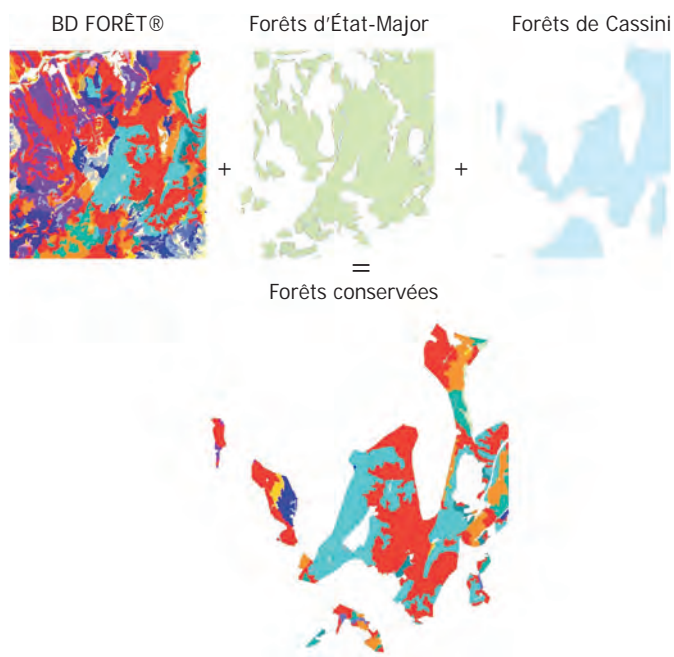 BD FORÊT® Forêts d'État-Major Forêts de Cassini
+ +
=
Forêts conservées